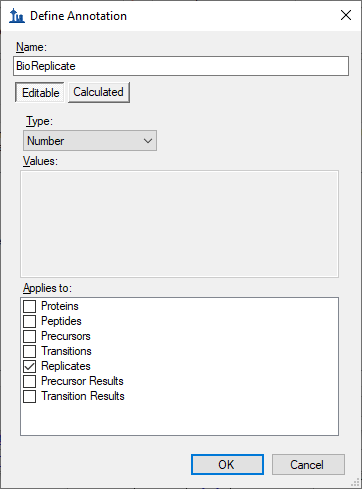 Define Annotation
Name:
BioReplicate
Editable Calculated
Type:
Number
Values:
Applies to:
Proteins
Peptides
Precursors
Transitions
Replicates
Precursor Results
Transition Results
OK Cancel